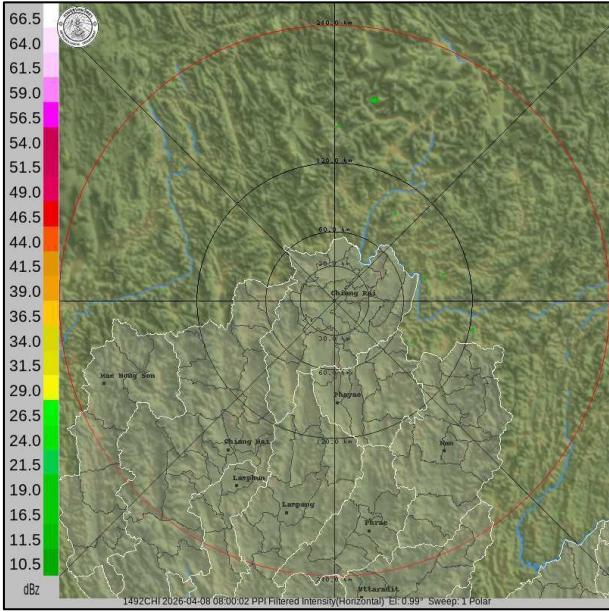 66.5
64.0
61.5
59.0
56.5
54.0
51.5
49.0
46.5
44.0
41.5
39.0
36.5
34.0
31.5
29.0
26.5
24.0
21.5
19.0
16.5
11.5
10.5
dBz
240.0 km
120.0 km
60.0 km
30.0 km
Chiang Rai
30.0 km
60.0 km
Mae Hong Son
Phayao
120.0 km
Chiang Mai
Nan
Lamphun
Lampang
Phrae
240.0 km
Uttaradit
1492CHI 2026-04-08 08:00:02 PPI Filtered Intensity(Horizontal) El: 0.99° Sweep: 1 Polar